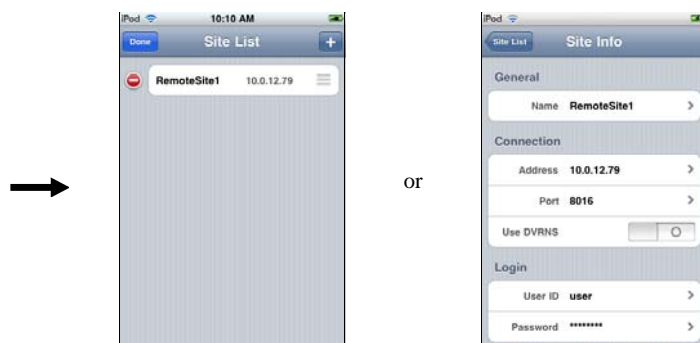 iPod 10:10 AM
Done Site List +
RemoteSite1 10.0.12.79
or
iPod
Site List Site Info
General
Name RemoteSite1 >
Connection
Address 10.0.12.79 >
Port 8016 >
Use DVRNS O
Login
User ID user >
Password ******** >